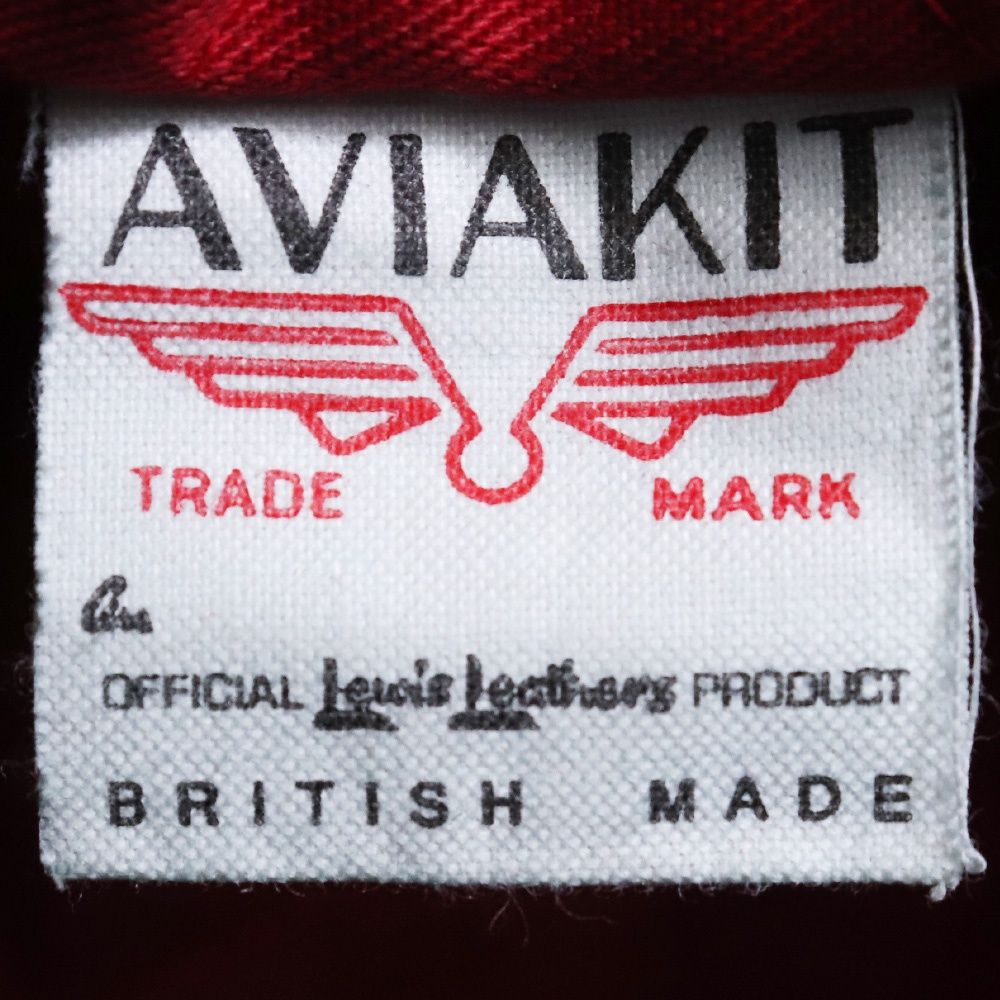 AVIAKIT
TRADE MARK
An
OFFICIAL Lewis Leathers PRODUCT
BRITISH MADE